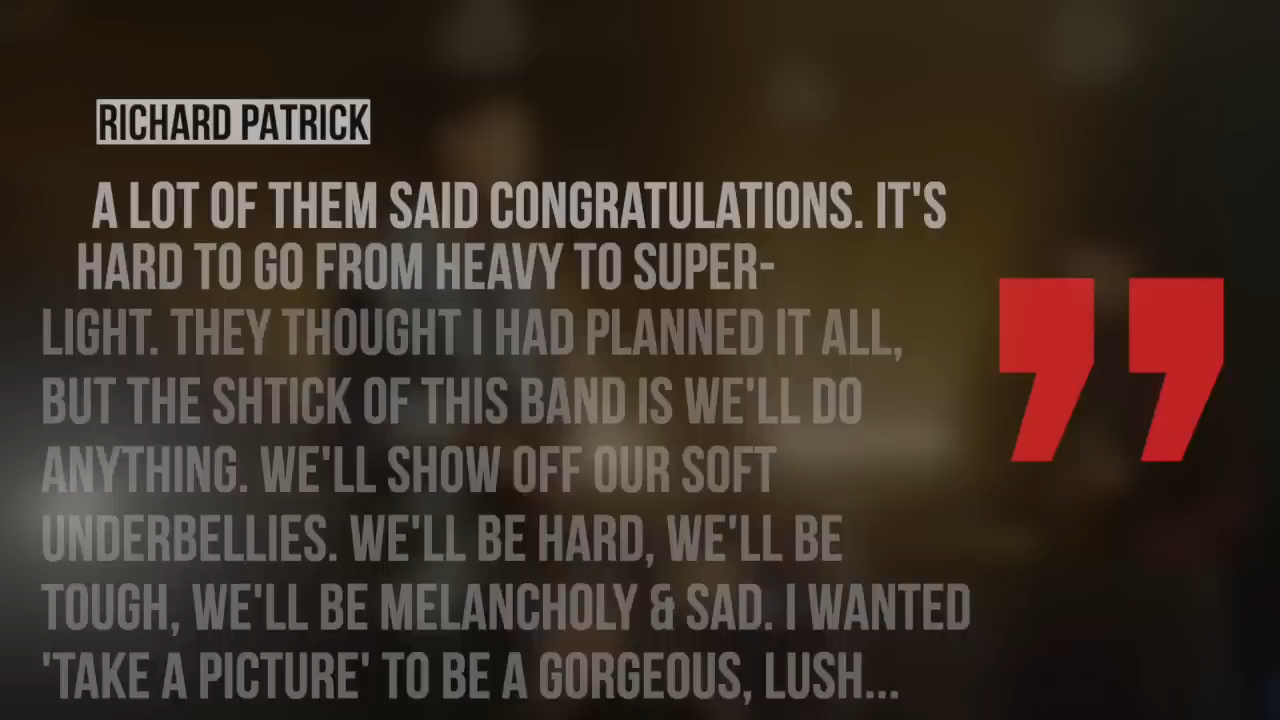 RICHARD PATRICK
A LOT OF THEM SAID CONGRATULATIONS. IT'S
HARD TO GO FROM HEAVY TO SUPER-
LIGHT. THEY THOUGHT I HAD PLANNED IT ALL,
BUT THE SHTICK OF THIS BAND IS WE'LL DO
ANYTHING. WE'LL SHOW OFF OUR SOFT
UNDERBELLIES. WE'LL BE HARD, WE'LL BE
TOUGH, WE'LL BE MELANCHOLY & SAD. I WANTED
'TAKE A PICTURE' TO BE A GORGEOUS, LUSH...
”